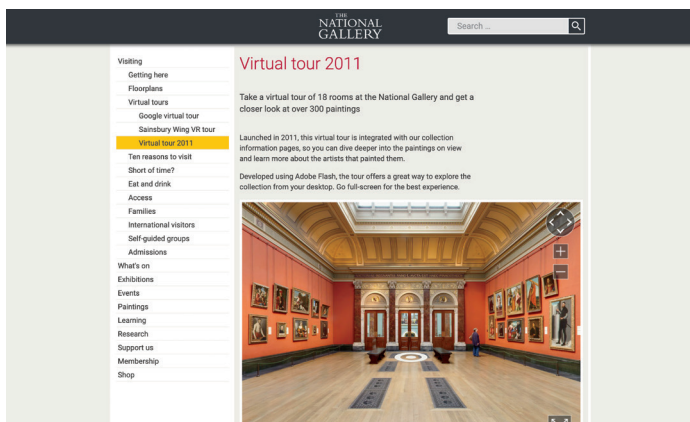 THE
NATIONAL
GALLERY
Search ...
Visiting
Getting here
Floorplans
Virtual tours
Google virtual tour
Sainsbury Wing VR tour
Virtual tour 2011
Ten reasons to visit
Short of time?
Eat and drink
Access
Families
International visitors
Self-guided groups
Admissions
What's on
Exhibitions
Events
Paintings
Learning
Research
Support us
Membership
Shop
Virtual tour 2011
Take a virtual tour of 18 rooms at the National Gallery and get a
closer look at over 300 paintings
Launched in 2011, this virtual tour is integrated with our collection
information pages, so you can dive deeper into the paintings on view
and learn more about the artists that painted them.
Developed using Adobe Flash, the tour offers a great way to explore the
collection from your desktop. Go full-screen for the best experience.